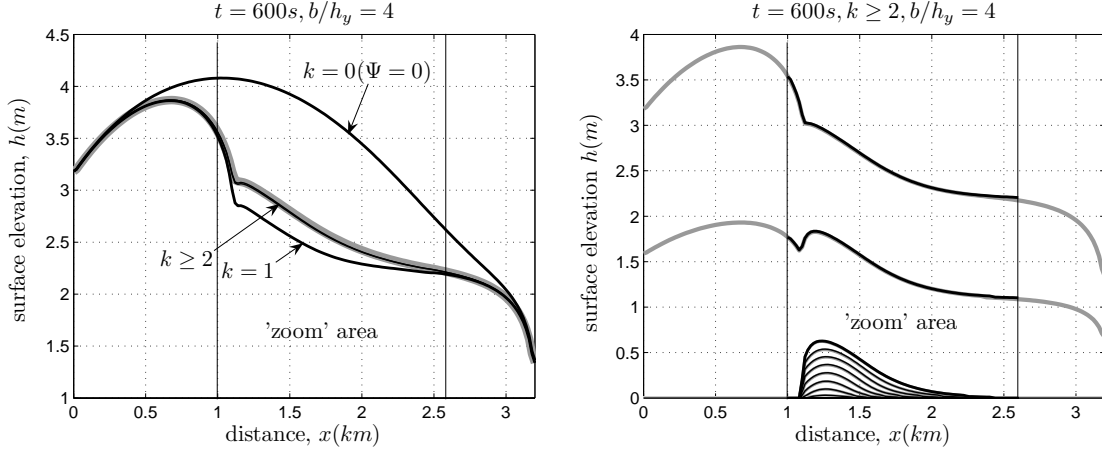 t = 600s, b/h_y = 4
4.5
4
3.5
3
2.5
2
1.5
1
surface elevation, h(m)
k = 0(Ψ = 0)
k ≥ 2
k = 1
'zoom' area
0
0.5
1
1.5
2
2.5
3
distance, x(km)
t = 600s, k ≥ 2, b/h_y = 4
4
3.5
3
2.5
2
1.5
1
0.5
0
surface elevation h(m)
'zoom' area
0
0.5
1
1.5
2
2.5
3
distance, x(km)